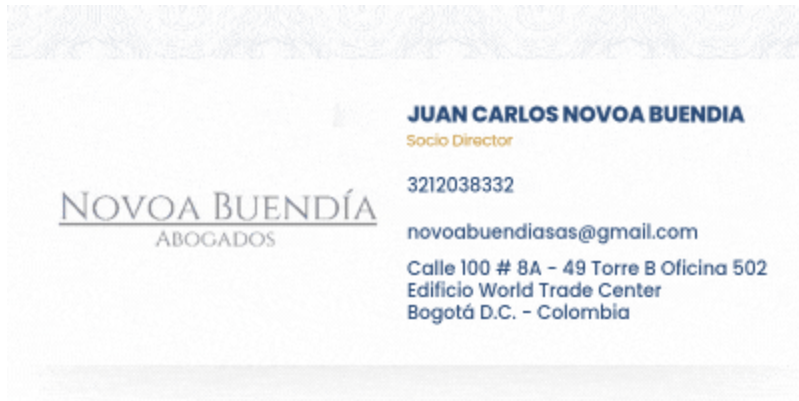 NOVOA BUENDÍA
ABOGADOS
JUAN CARLOS NOVOA BUENDIA
Socio Director
3212038332
novoabuendiasas@gmail.com
Calle 100 # 8A - 49 Torre B Oficina 502
Edificio World Trade Center
Bogotá D.C. - Colombia